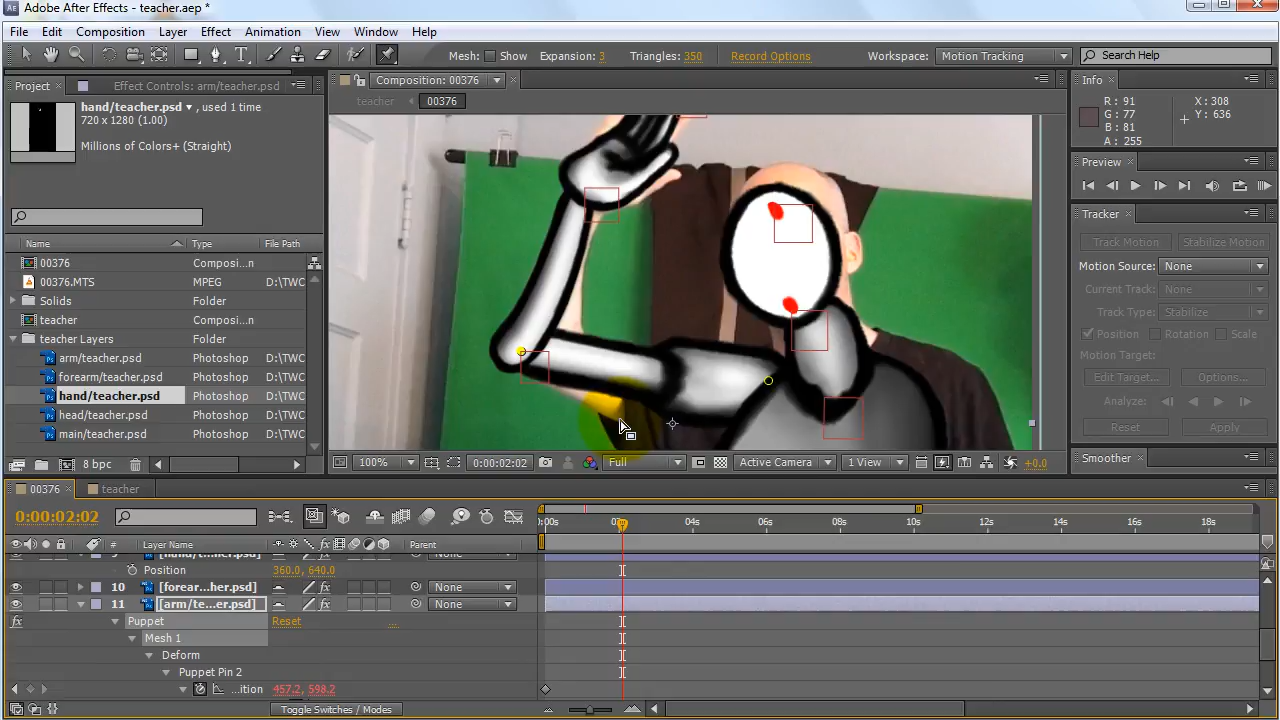 Adobe After Effects - teacher.aep *
File Edit Composition Layer Effect Animation View Window Help
Mesh: Show Expansion: 3 Triangles: 350 Record Options Workspace: Motion Tracking Search Help
Project Effect Controls: arm/teacher.psd
hand/teacher.psd , used 1 time
720 x 1280 (1.00)
Millions of Colors+ (Straight)
Name Type File Path
00376 Composi...n
00376.MTS MPEG D:\TWC
Solids Folder
teacher Composi...n
teacher Layers Folder
arm/teacher.psd Photoshop D:\TWC
forearm/teacher.psd Photoshop D:\TWC
hand/teacher.psd Photoshop D:\TWC
head/teacher.psd Photoshop D:\TWC
main/teacher.psd Photoshop D:\TWC
8 bpc
Composition: 00376
teacher 00376
100% 0:00:02:02 Full Active Camera 1 View +0.0
Info
R : 91
G : 77
B : 81
A : 255
X : 308
Y : 636
Preview
Tracker
Track Motion Stabilize Motion
Motion Source: None
Current Track: None
Track Type: Stabilize
Position Rotation Scale
Motion Target:
Edit Target... Options...
Analyze:
Reset Apply
Smoother
00376 teacher
0:00:02:02
:00s 04s 06s 08s 10s 12s 14s 16s 18s
# Layer Name Parent
Position 360.0, 640.0
10 [forear...her.psd] None
11 [arm/te...er.psd] None
Puppet Reset ...
Mesh 1
Deform
Puppet Pin 2
...ition 457.2, 598.2
Toggle Switches / Modes